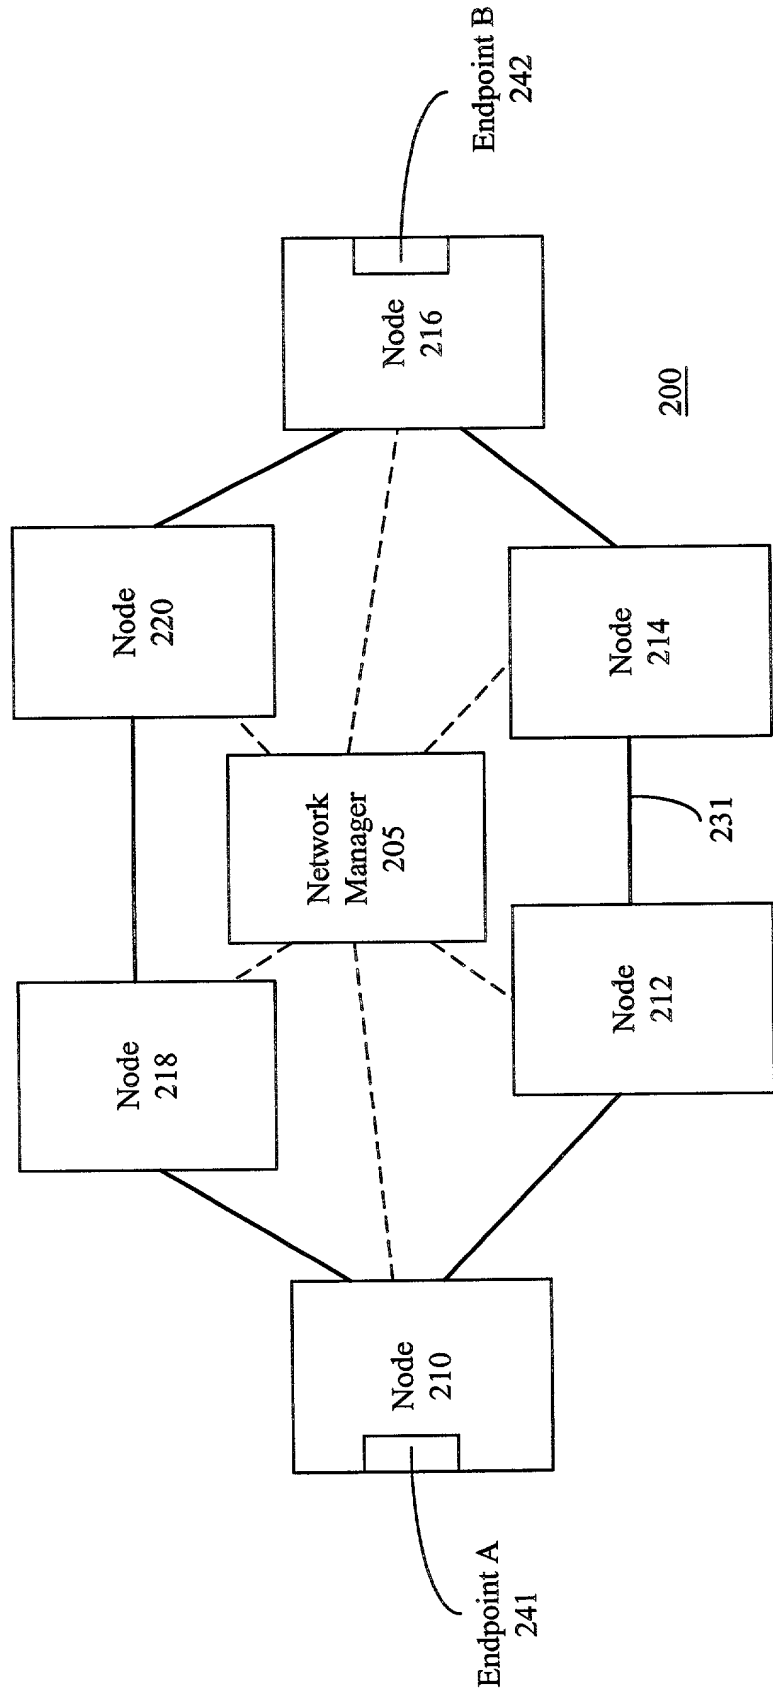 Node
218
Node
220
Node
210
Network
Manager
205
Node
216
Endpoint A
241
Endpoint B
242
Node
212
231
Node
214
200